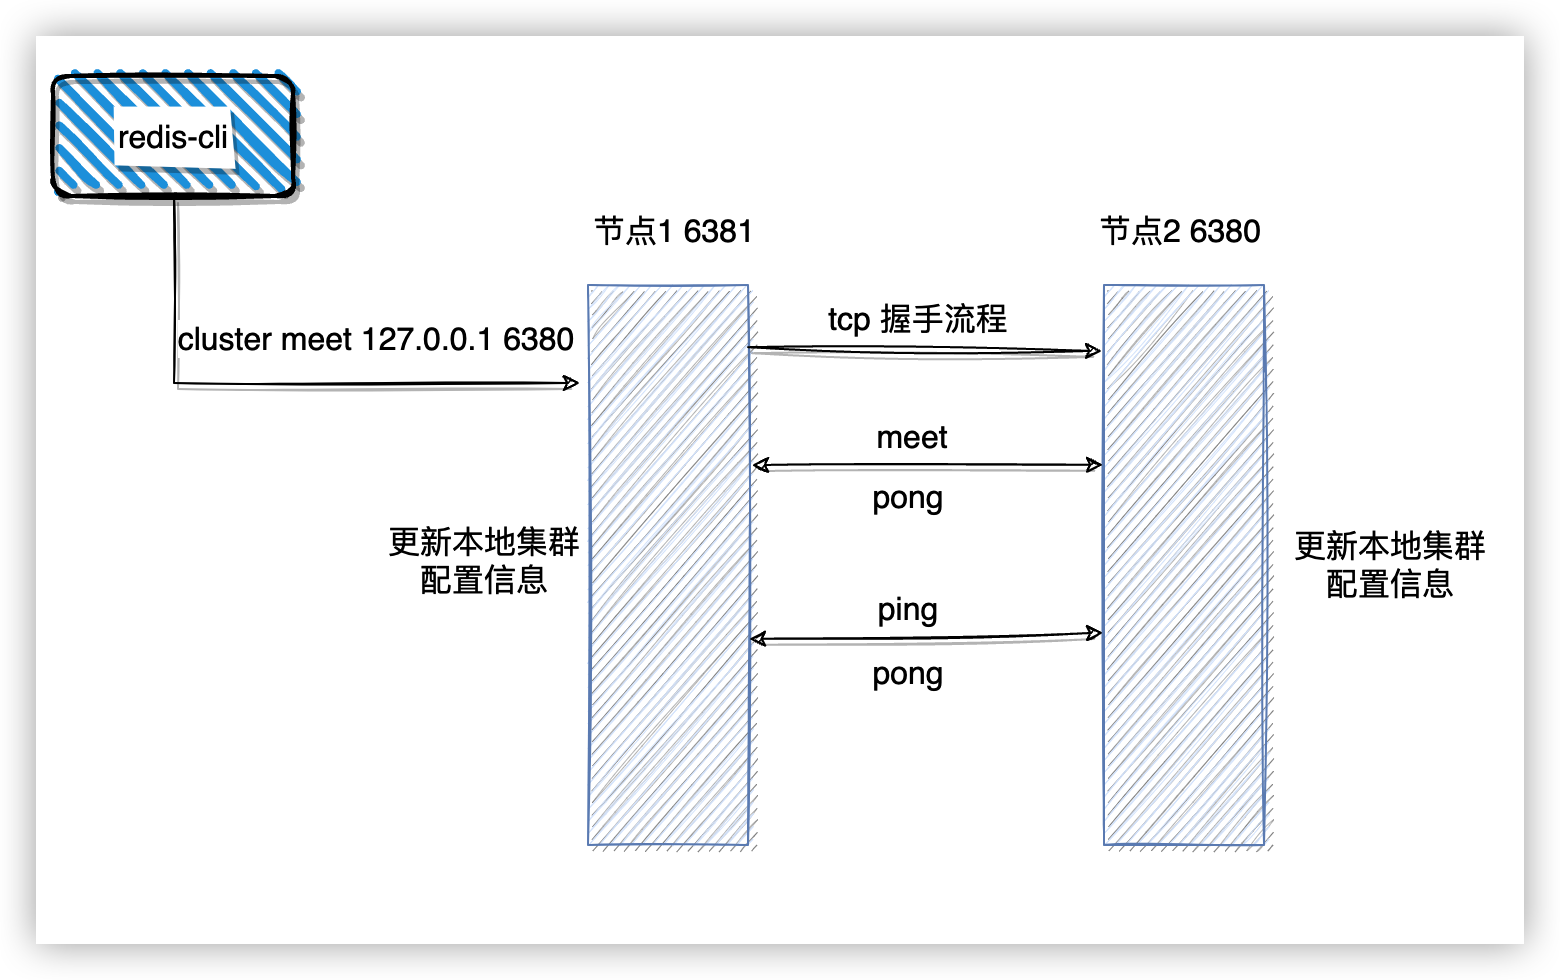 redis-cli
节点1 6381
节点2 6380
cluster meet 127.0.0.1 6380
tcp 握手流程
meet
pong
更新本地集群
配置信息
更新本地集群
配置信息
ping
pong